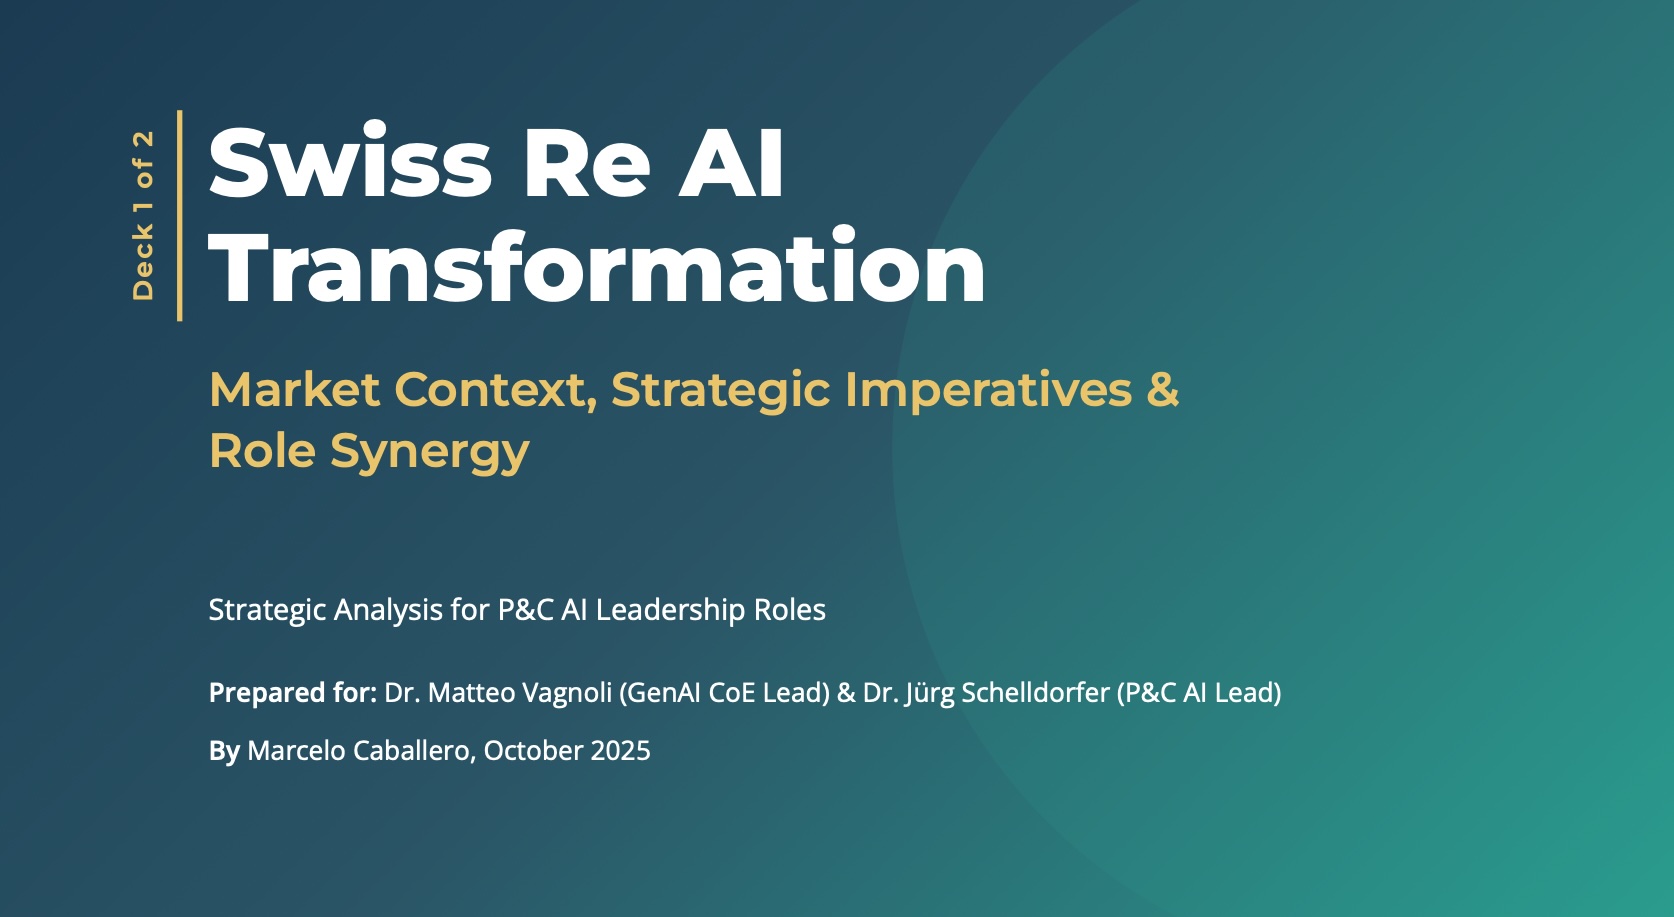 Deck 1 of 2
Swiss Re AI
Transformation
Market Context, Strategic Imperatives &
Role Synergy
Strategic Analysis for P&C AI Leadership Roles
Prepared for: Dr. Matteo Vagnoli (GenAI CoE Lead) & Dr. Jürg Schelldorfer (P&C AI Lead)
By Marcelo Caballero, October 2025